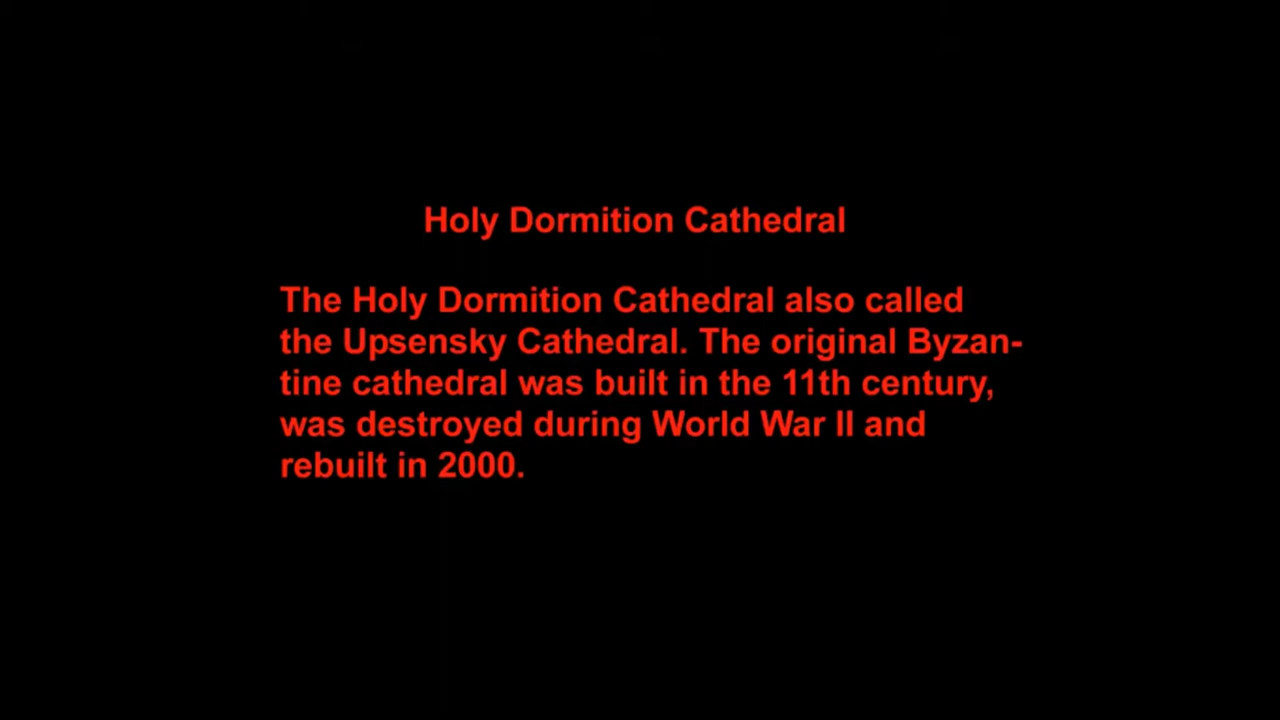 Holy Dormition Cathedral
The Holy Dormition Cathedral also called
the Upsensky Cathedral. The original Byzan-
tine cathedral was built in the 11th century,
was destroyed during World War II and
rebuilt in 2000.